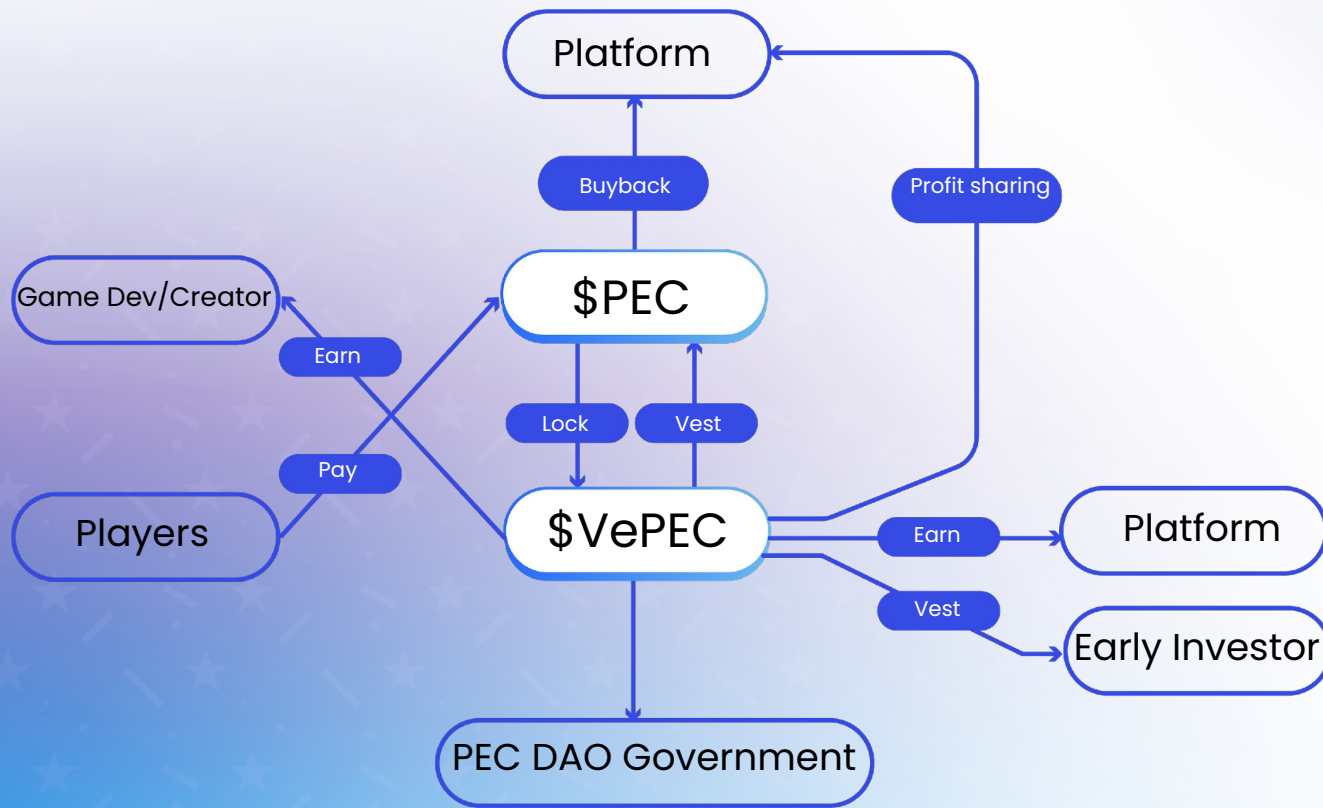 Platform
Buyback
Profit sharing
Game Dev/Creator
$PEC
Earn
Lock
Vest
Pay
Players
$VePEC
Earn
Platform
Vest
Early Investor
PEC DAO Government